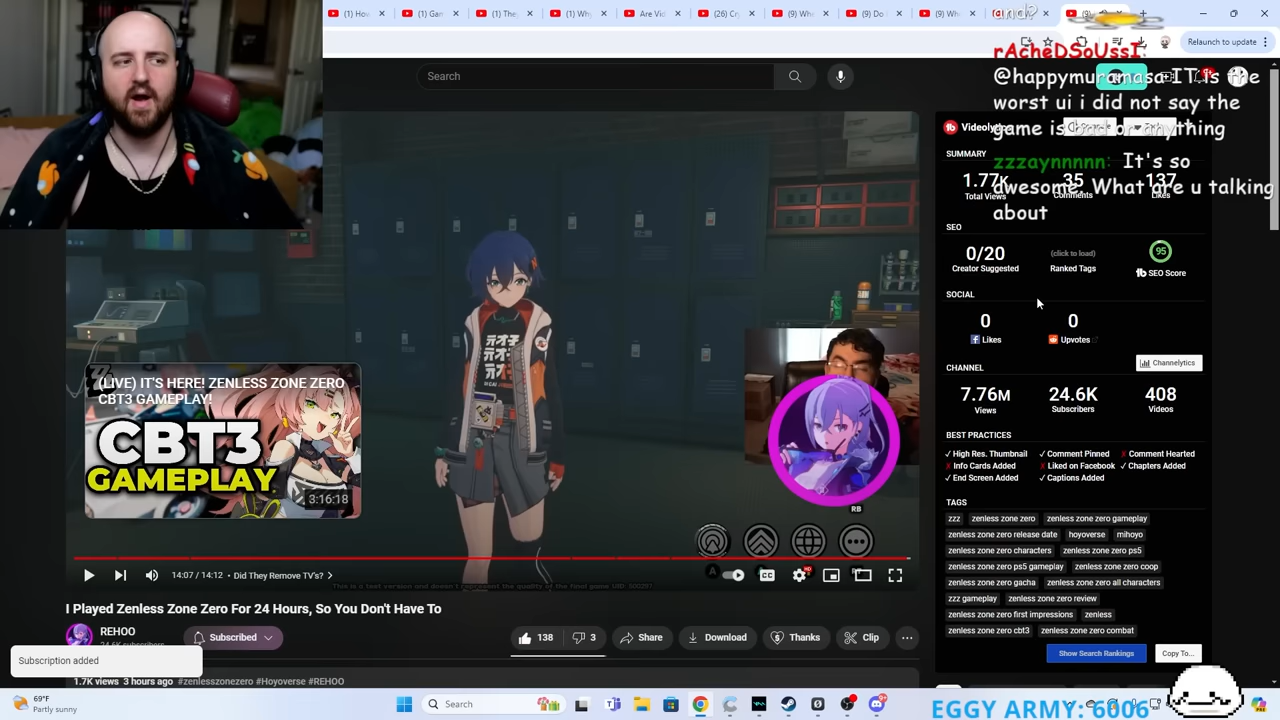 and?
rAcheDSoUssI:
@happymuramasa IT is the
worst ui i did not say the
game is bad or anything
zzzaynnnnn: It's so
awesome. What are u talking
about
Relaunch to update
Search
SUMMARY
1.77K
35
137
Total Views
Comments
Likes
SEO
0/20
(click to load)
95
Creator Suggested
Ranked Tags
SEO Score
SOCIAL
0
0
Likes
Upvotes
CHANNEL
Channelytics
7.76M
24.6K
408
Views
Subscribers
Videos
BEST PRACTICES
✓ High Res. Thumbnail
✓ Comment Pinned
✗ Comment Hearted
✗ Info Cards Added
✗ Liked on Facebook
✓ Chapters Added
✓ End Screen Added
✓ Captions Added
TAGS
zzz
zenless zone zero
zenless zone zero gameplay
zenless zone zero release date
hoyoverse
mihoyo
zenless zone zero characters
zenless zone zero ps5
zenless zone zero ps5 gameplay
zenless zone zero coop
zenless zone zero gacha
zenless zone zero all characters
zzz gameplay
zenless zone zero review
zenless zone zero first impressions
zenless
zenless zone zero cbt3
zenless zone zero combat
Show Search Rankings
Copy To...
(LIVE) IT'S HERE! ZENLESS ZONE ZERO
CBT3 GAMEPLAY!
CBT3
GAMEPLAY
3:16:18
RB
14:07 / 14:12 • Did They Remove TV's?
I Played Zenless Zone Zero For 24 Hours, So You Don't Have To
REHOO
Subscribed
138
3
Share
Download
Thanks
Clip
Subscription added
1.7K views 3 hours ago #zenlesszonezero #Hoyoverse #REHOO
69°F
Partly sunny
Search
EGGY ARMY: 6006